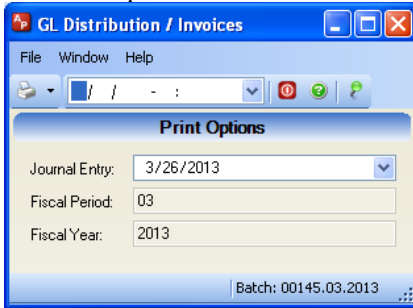 AP GL Distribution / Invoices
File Window Help
/ / - :
Print Options
Journal Entry: 3/26/2013
Fiscal Period: 03
Fiscal Year: 2013
Batch: 00145.03.2013